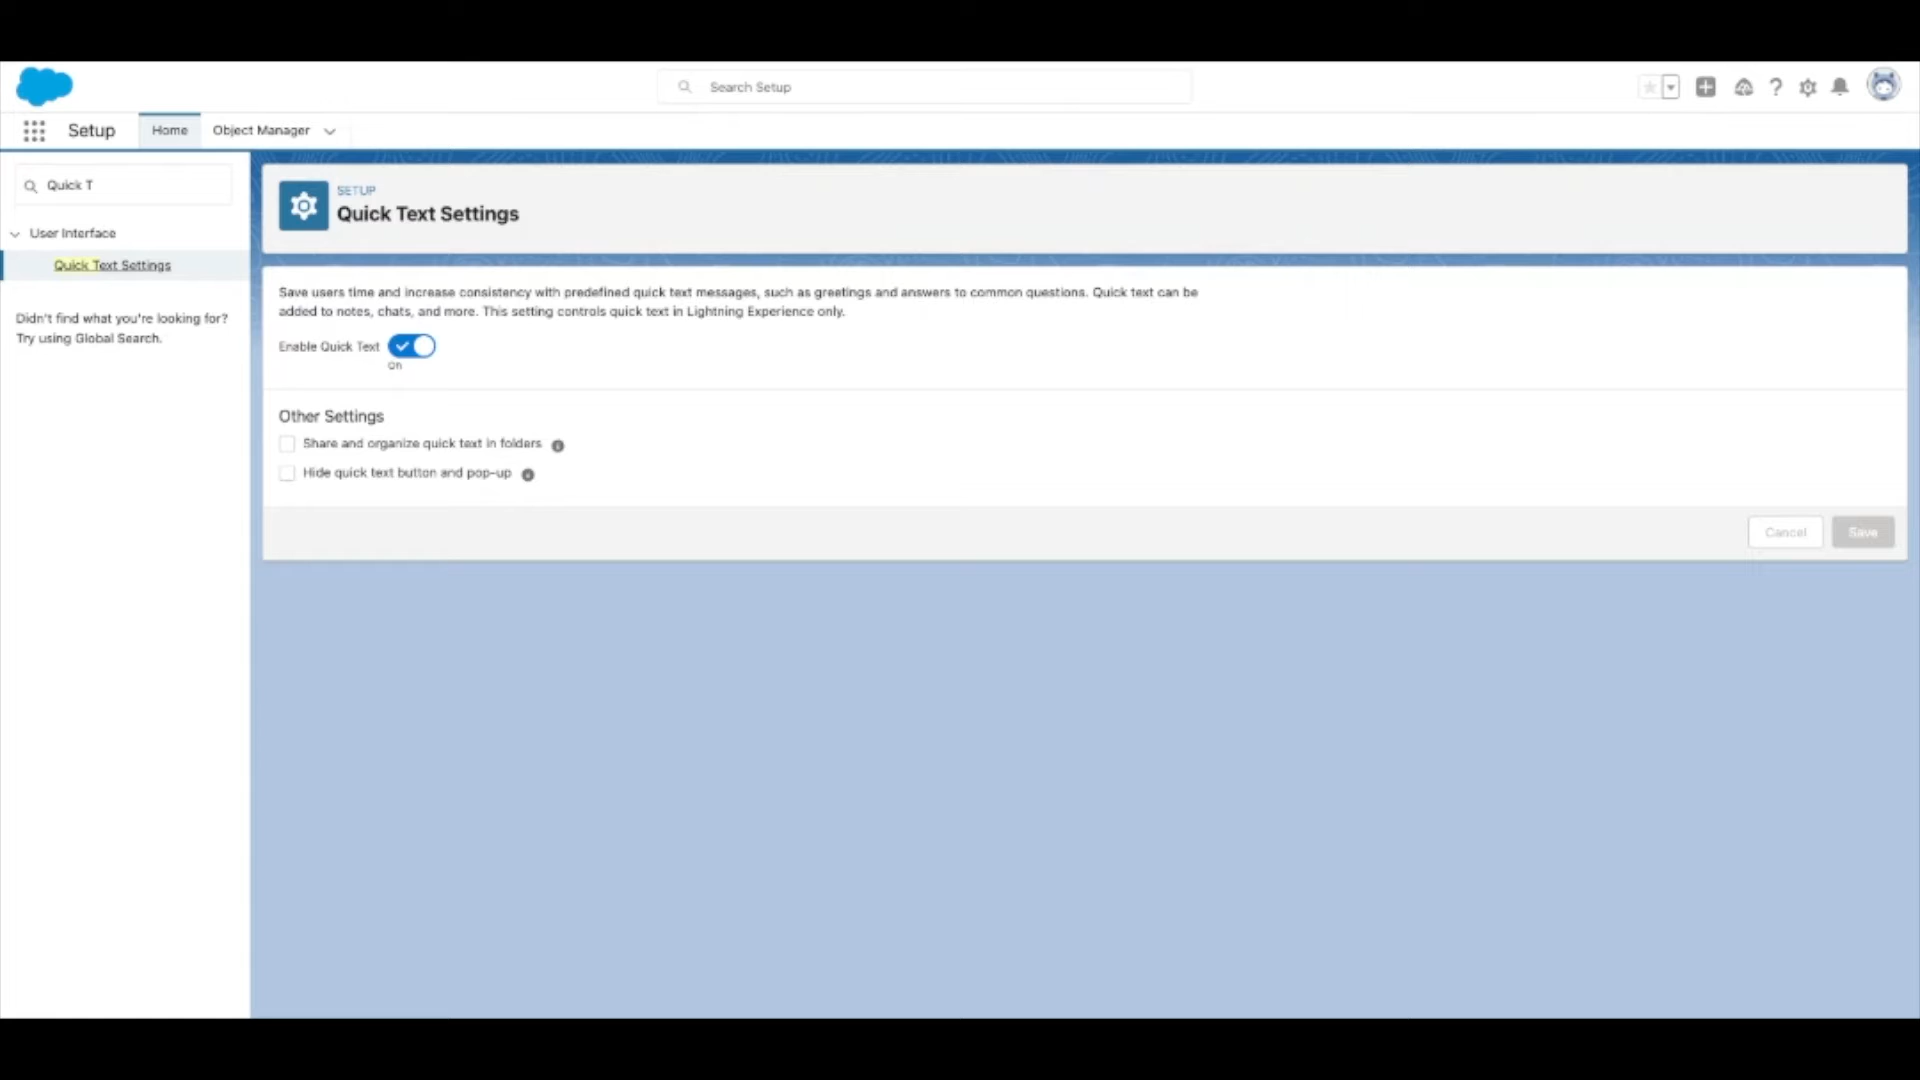 Search Setup
Setup
Home
Object Manager
Quick T
User Interface
Quick Text Settings
Didn't find what you're looking for?
Try using Global Search.
SETUP
Quick Text Settings
Save users time and increase consistency with predefined quick text messages, such as greetings and answers to common questions. Quick text can be
added to notes, chats, and more. This setting controls quick text in Lightning Experience only.
Enable Quick Text
On
Other Settings
Share and organize quick text in folders
Hide quick text button and pop-up
Cancel
Save